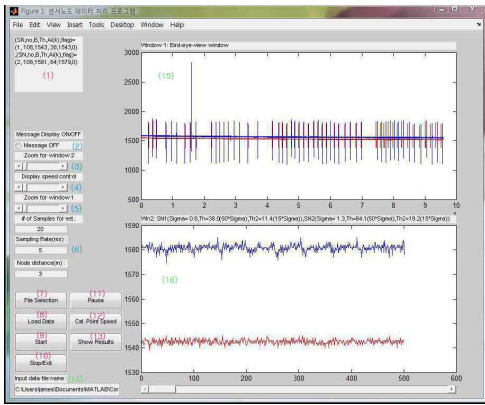 Figure 1: 센서노드 데이터 처리 프로그램
File Edit View Insert Tools Desktop Window Help
(SN,no,B,Th,Ai(k),flag)=
(1, 108,1543, 38,1543,0)
,(SN,no,B,Th,Ai(k),flag)=
(2, 108,1581, 64,1579,0)
(1)
Message Display ON/OFF
Message OFF (2)
Zoom for window 2
(3)
Display speed control
(4)
Zoom for window 1
(5)
# of Samples for est.
20
Sampling Rate(ms) :
5 (6)
Node distance(m) :
3
(7) (11)
File Selection Pause
(8) (12)
Load Data Cal. Point Speed
(9) (13)
Start Show Results
(10)
Stop/Exit
Input data file name (14)
C:\Users\james\Documents\MATLAB\Cor
Window 1: Bird-eye-view window
(15)
3000
2500
2000
1500
1000
500
0 1 2 3 4 5 6 7 8 9 10
Win2: SN1(Sigma= 0.8,Th=38.0(50*Sigma),Th2=11.4(15*Sigma)),SN2(Sigma= 1.3,Th=64.1(50*Sigma),Th2=19.2(15*Sigma))
1590
1580
1570
1560
1550
1540
1530
(16)
0 100 200 300 400 500 600